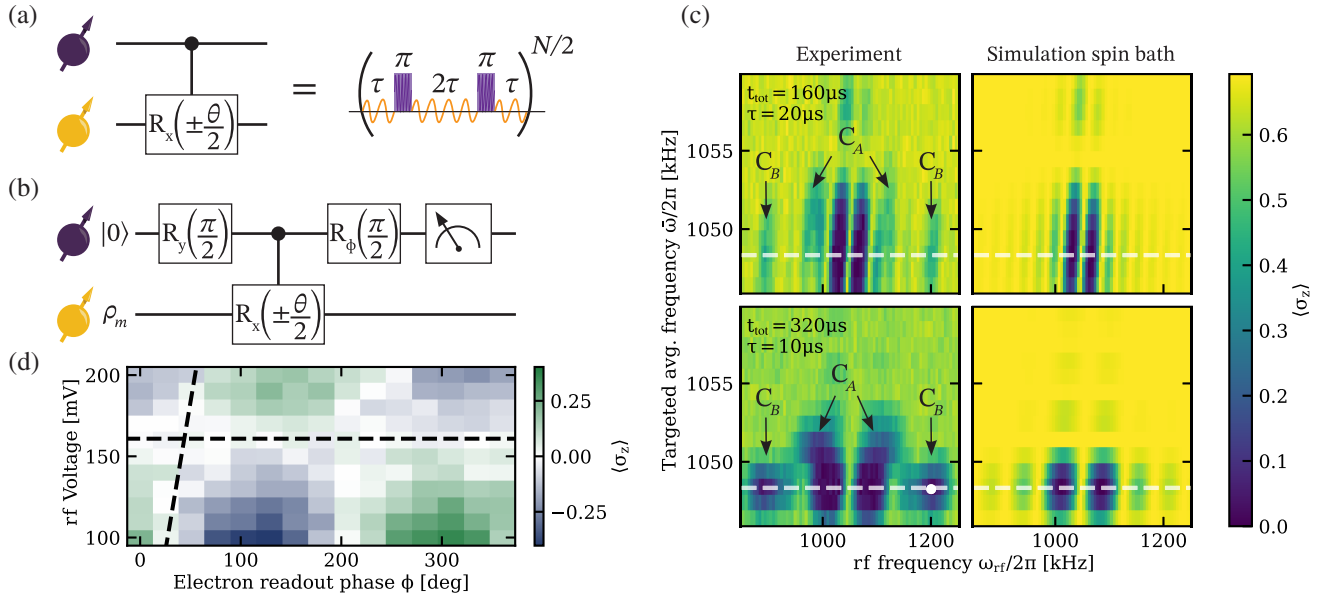 (a)
π π N/2
τ 2τ τ
=
R_x(±θ/2)
(b)
|0⟩ R_y(π/2) R_ϕ(π/2)
ρ_m R_x(±θ/2)
(d)
rf Voltage [mV]
200
150
100
0 100 200 300
Electron readout phase ϕ [deg]
0.25
0.00
−0.25
⟨σ_z⟩
(c)
Experiment Simulation spin bath
t_tot = 160μs
τ = 20μs
C_A
C_B C_B
1055
1050
t_tot = 320μs
τ = 10μs
C_A
C_B C_B
1055
1050
Targeted avg. frequency ω̄/2π [kHz]
1000 1200 1000 1200
rf frequency ω_rf/2π [kHz]
0.6
0.5
0.4
0.3
0.2
0.1
0.0
⟨σ_z⟩